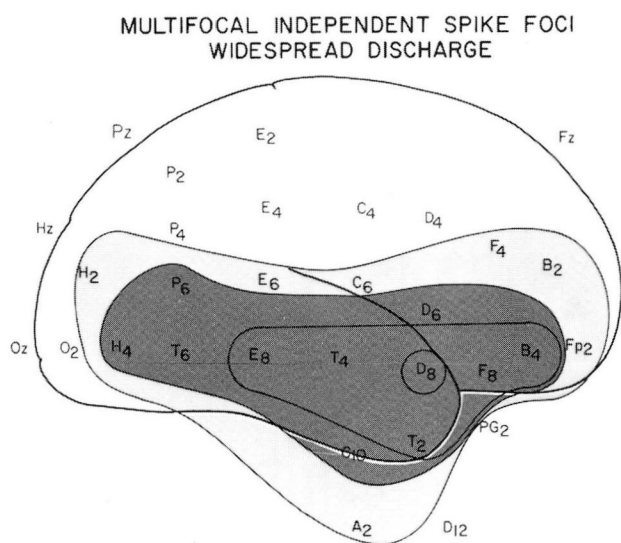 MULTIFOCAL INDEPENDENT SPIKE FOCI
WIDESPREAD DISCHARGE
Pz E2 Fz
P2
E4 C4 D4
Hz P4 F4
H2 P6 E6 C6 B2
D6
Oz O2 H4 T6 E8 T4 D8 F8 B4 Fp2
T2 PG2
C10
A2 D12